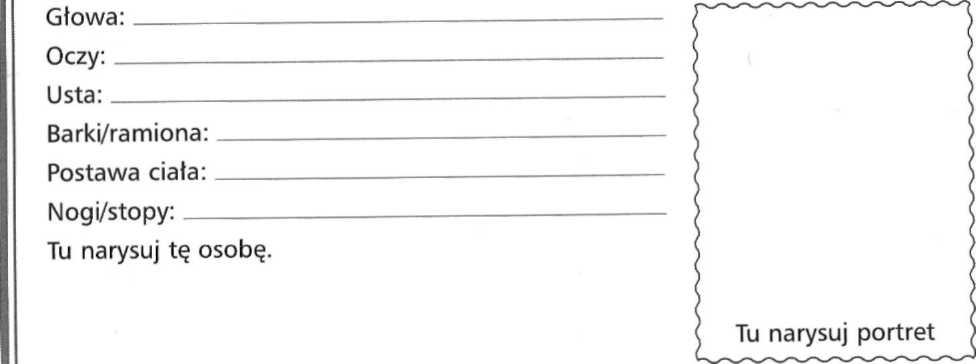 Głowa:
Oczy:
Usta:
Barki/ramiona:
Postawa ciała:
Nogi/stopy:
Tu narysuj tę osobę.
Tu narysuj portret